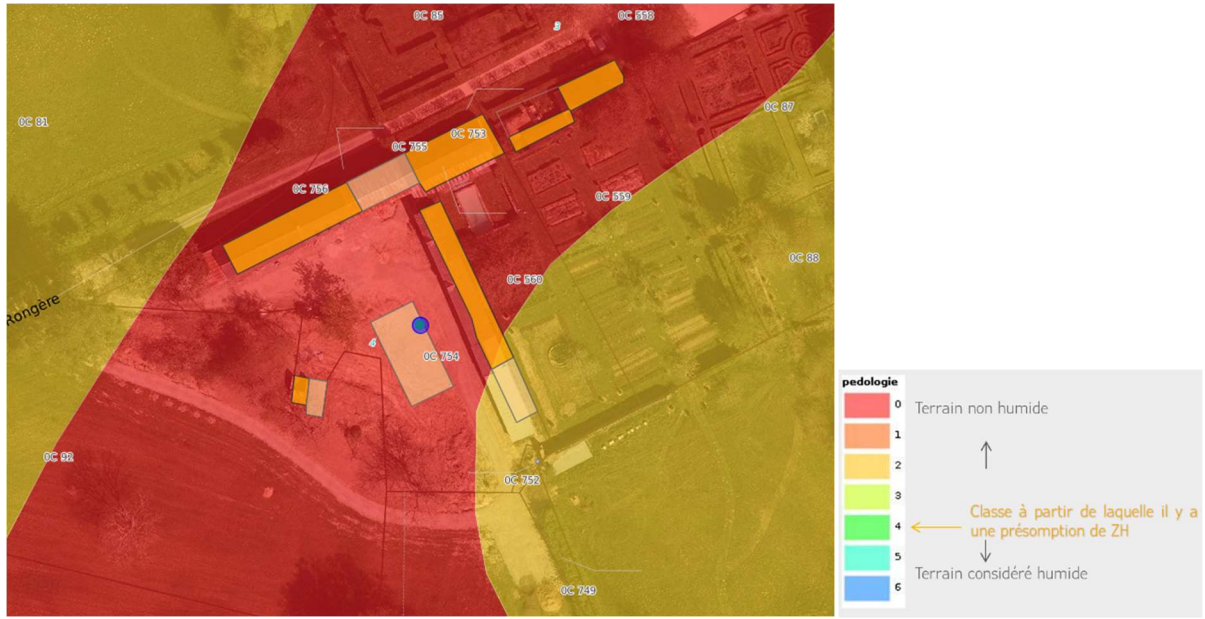 0C 85
0C 558
3
0C 87
0C 81
0C 753
0C 755
0C 756
0C 559
0C 88
0C 560
Rongère
4
0C 754
0C 92
0C 752
0C 749
pedologie
0 Terrain non humide
1
2
3
4 Classe à partir de laquelle il y a
une présomption de ZH
5
Terrain considéré humide
6